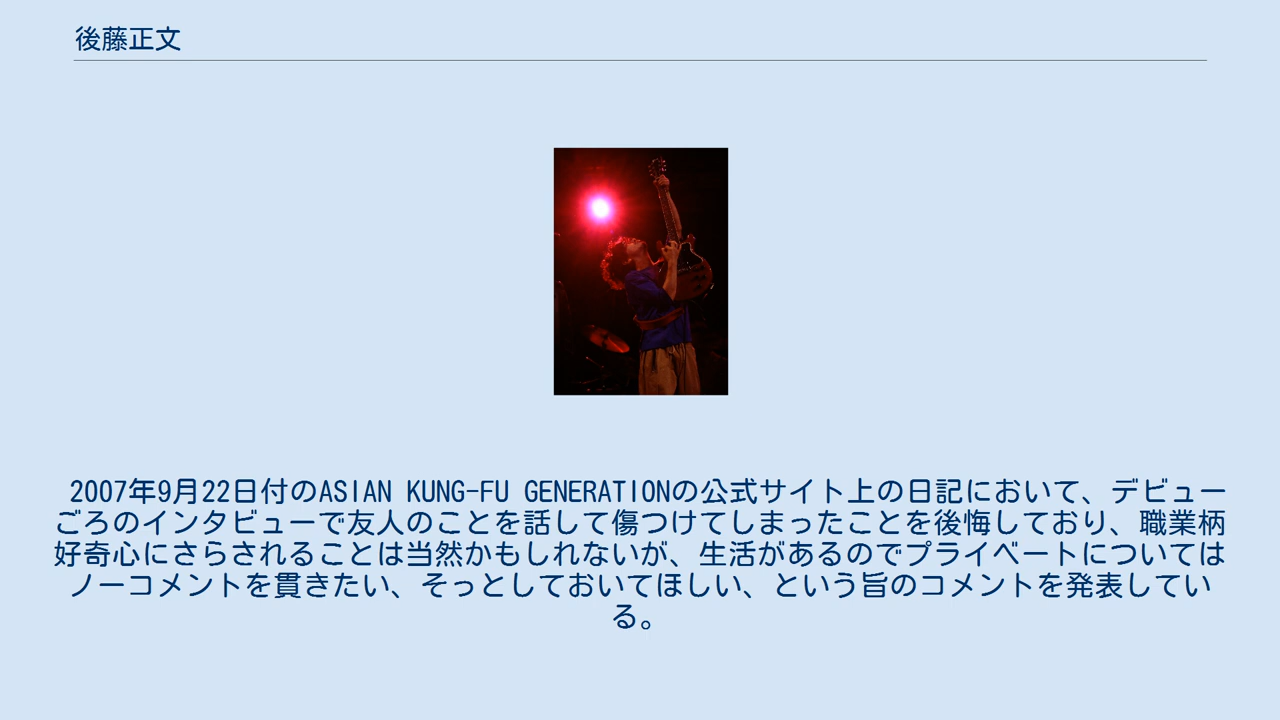 後藤正文
2007年9月22日付のASIAN KUNG-FU GENERATIONの公式サイト上の日記において、デビュー
ごろのインタビューで友人のことを話して傷つけてしまったことを後悔しており、職業柄
好奇心にさらされることは当然かもしれないが、生活があるのでプライベートについては
ノーコメントを貫きたい、そっとしておいてほしい、という旨のコメントを発表してい
る。